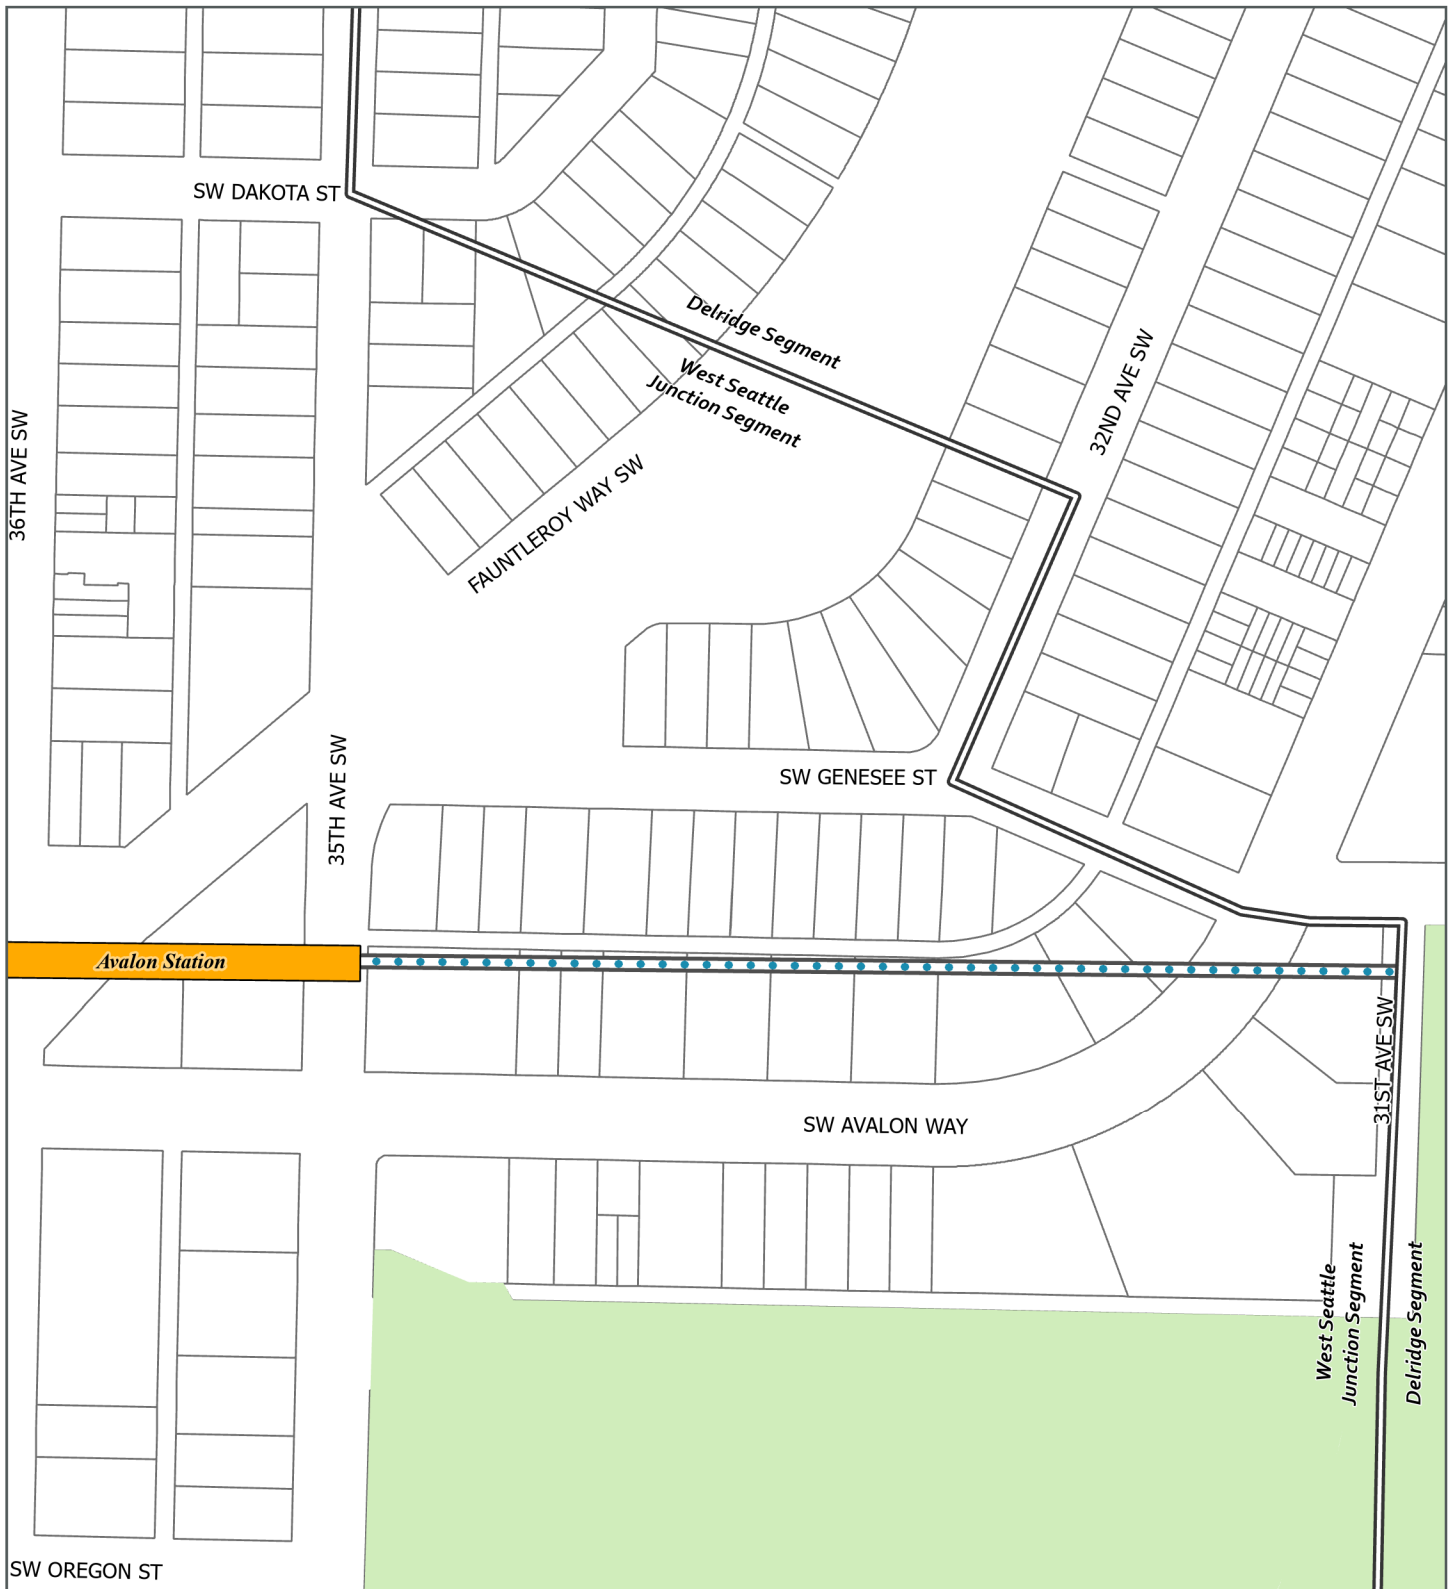 SW DAKOTA ST
Delridge Segment
West Seattle
Junction Segment
32ND AVE SW
36TH AVE SW
FAUNTLEROY WAY SW
35TH AVE SW
SW GENESEE ST
Avalon Station
31ST AVE SW
SW AVALON WAY
West Seattle
Junction Segment
Delridge Segment
SW OREGON ST